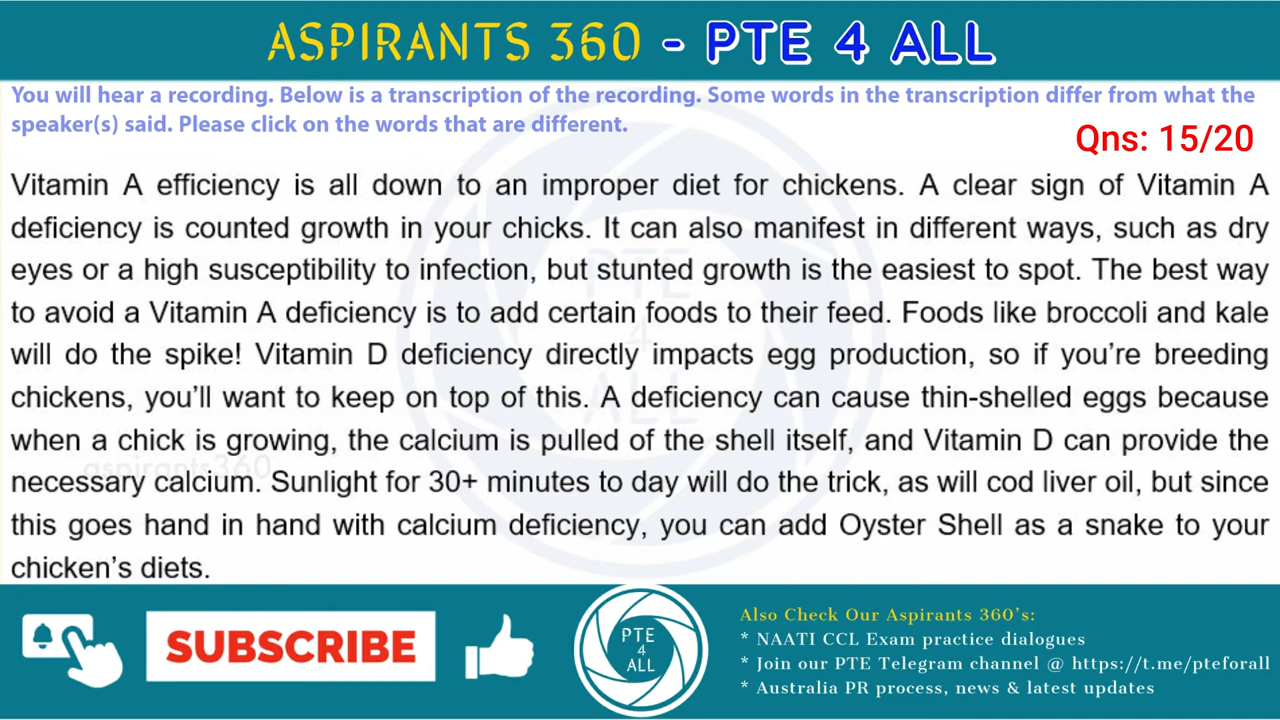 ASPIRANTS 360 - PTE 4 ALL
You will hear a recording. Below is a transcription of the recording. Some words in the transcription differ from what the
speaker(s) said. Please click on the words that are different.
Qns: 15/20
Vitamin A efficiency is all down to an improper diet for chickens. A clear sign of Vitamin A
deficiency is counted growth in your chicks. It can also manifest in different ways, such as dry
eyes or a high susceptibility to infection, but stunted growth is the easiest to spot. The best way
to avoid a Vitamin A deficiency is to add certain foods to their feed. Foods like broccoli and kale
will do the spike! Vitamin D deficiency directly impacts egg production, so if you’re breeding
chickens, you’ll want to keep on top of this. A deficiency can cause thin-shelled eggs because
when a chick is growing, the calcium is pulled of the shell itself, and Vitamin D can provide the
necessary calcium. Sunlight for 30+ minutes to day will do the trick, as will cod liver oil, but since
this goes hand in hand with calcium deficiency, you can add Oyster Shell as a snake to your
chicken’s diets.
PTE
4
ALL
aspirants360
SUBSCRIBE
PTE
4
ALL
Also Check Our Aspirants 360's:
* NAATI CCL Exam practice dialogues
* Join our PTE Telegram channel @ https://t.me/pteforall
* Australia PR process, news & latest updates